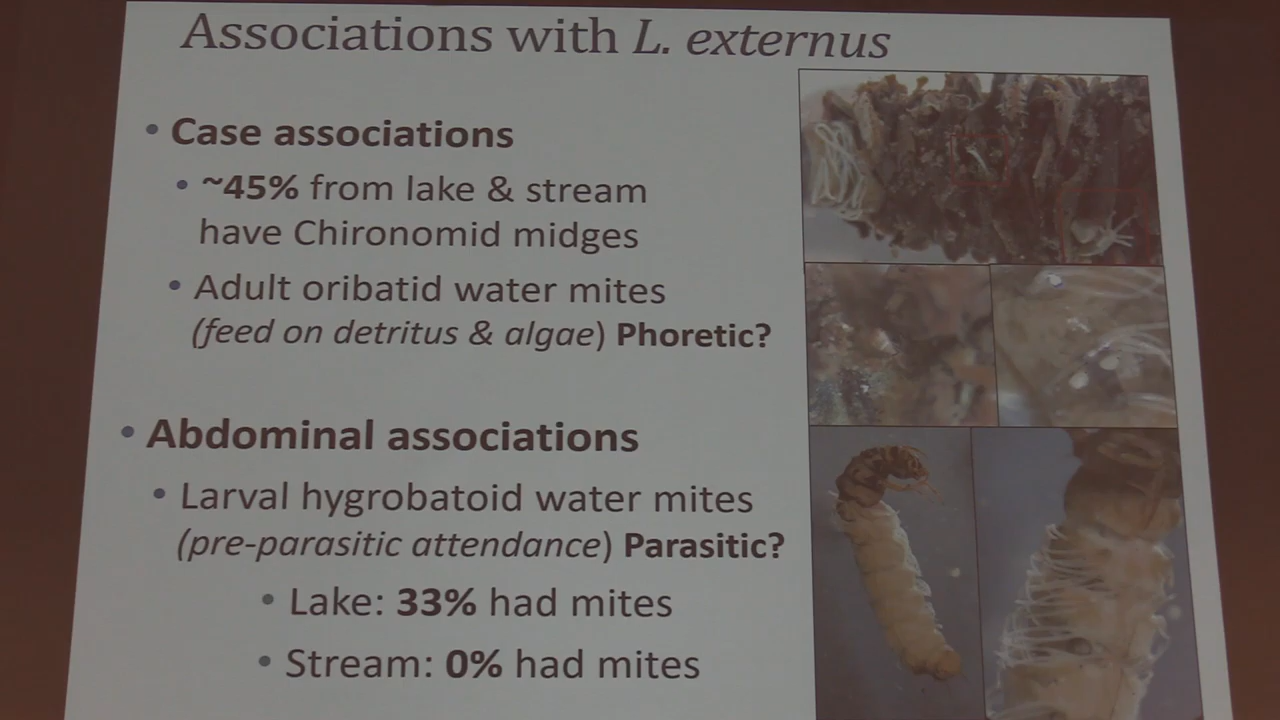 Associations with L. externus
• Case associations
• ~45% from lake & stream
have Chironomid midges
• Adult oribatid water mites
(feed on detritus & algae) Phoretic?
• Abdominal associations
• Larval hygrobatoid water mites
(pre-parasitic attendance) Parasitic?
• Lake: 33% had mites
• Stream: 0% had mites